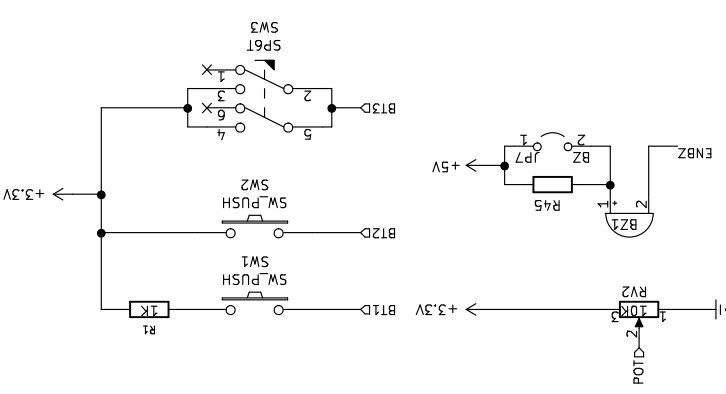 POT
2
1
10K
3
RV2
+3.3V
R1
1K
BT1
SW_PUSH
SW1
BT2
SW_PUSH
SW2
+3.3V
BZ1
2
1
+
R45
ENBZ
BZ
JP7
2
1
+5V
4
5
6
BT3
3
2
1
SP6T
SW3